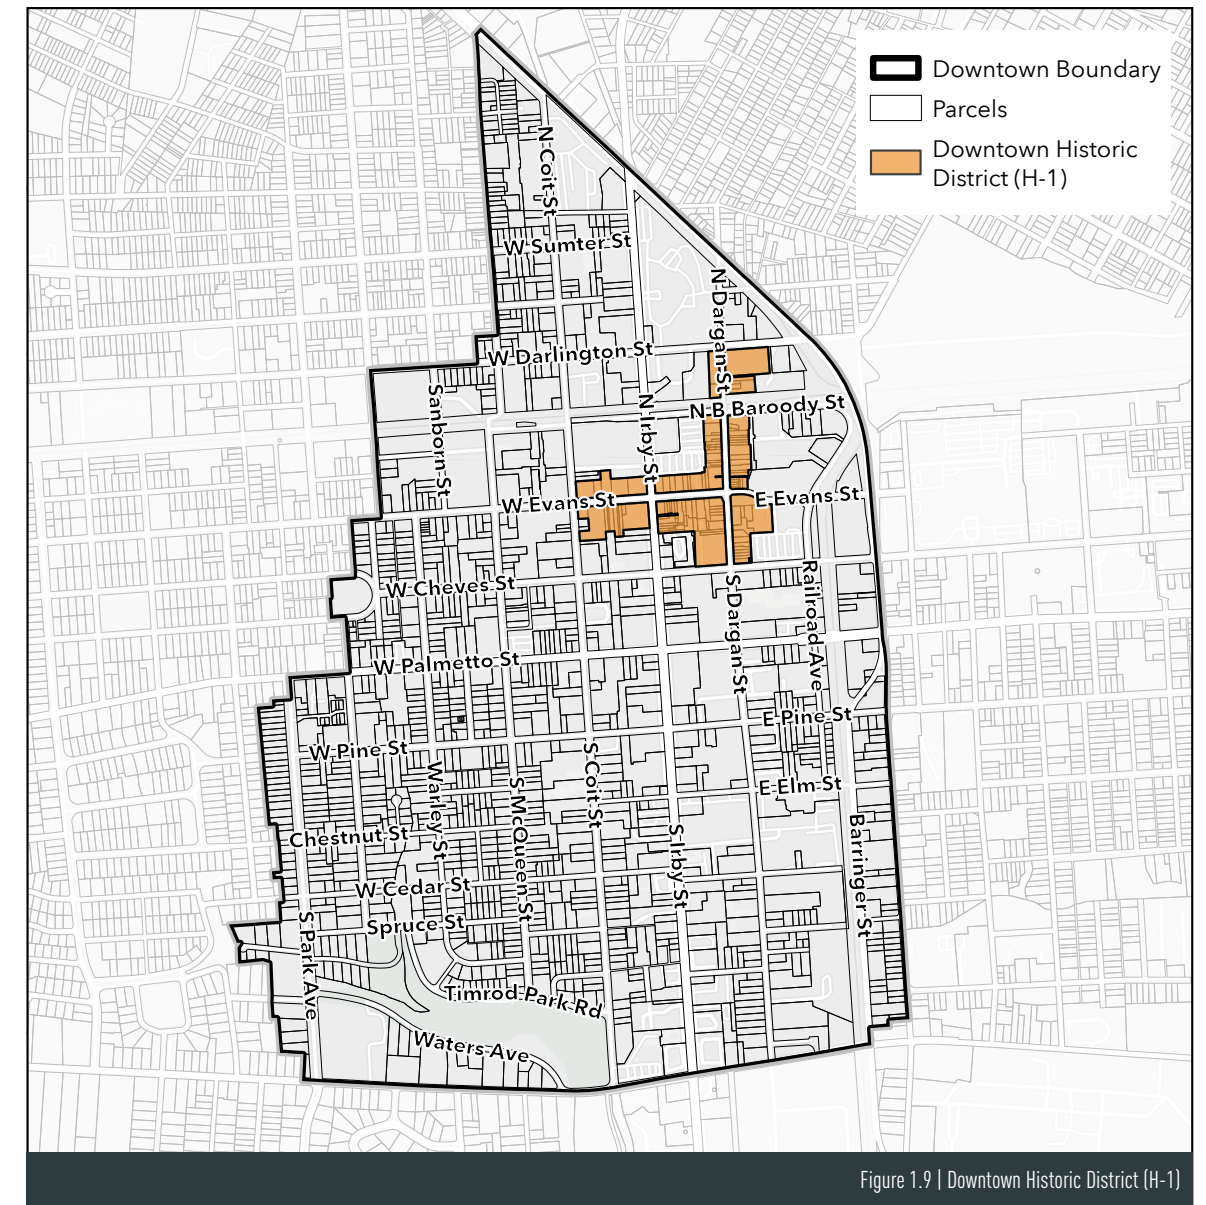 Downtown Boundary
Parcels
Downtown Historic
District (H-1)
N Coit St
W Sumter St
N Dargan St
W Darlington St
Sanborn St
N Irby St
N B Baroody St
W Evans St
E Evans St
W Cheves St
Railroad Ave
S Dargan St
W Palmetto St
E Pine St
W Pine St
S Coit St
Warley St
S McQueen St
E Elm St
Chestnut St
S Irby St
Barringer St
W Cedar St
Spruce St
S Park Ave
Timrod Park Rd
Waters Ave
Figure 1.9 | Downtown Historic District (H-1)